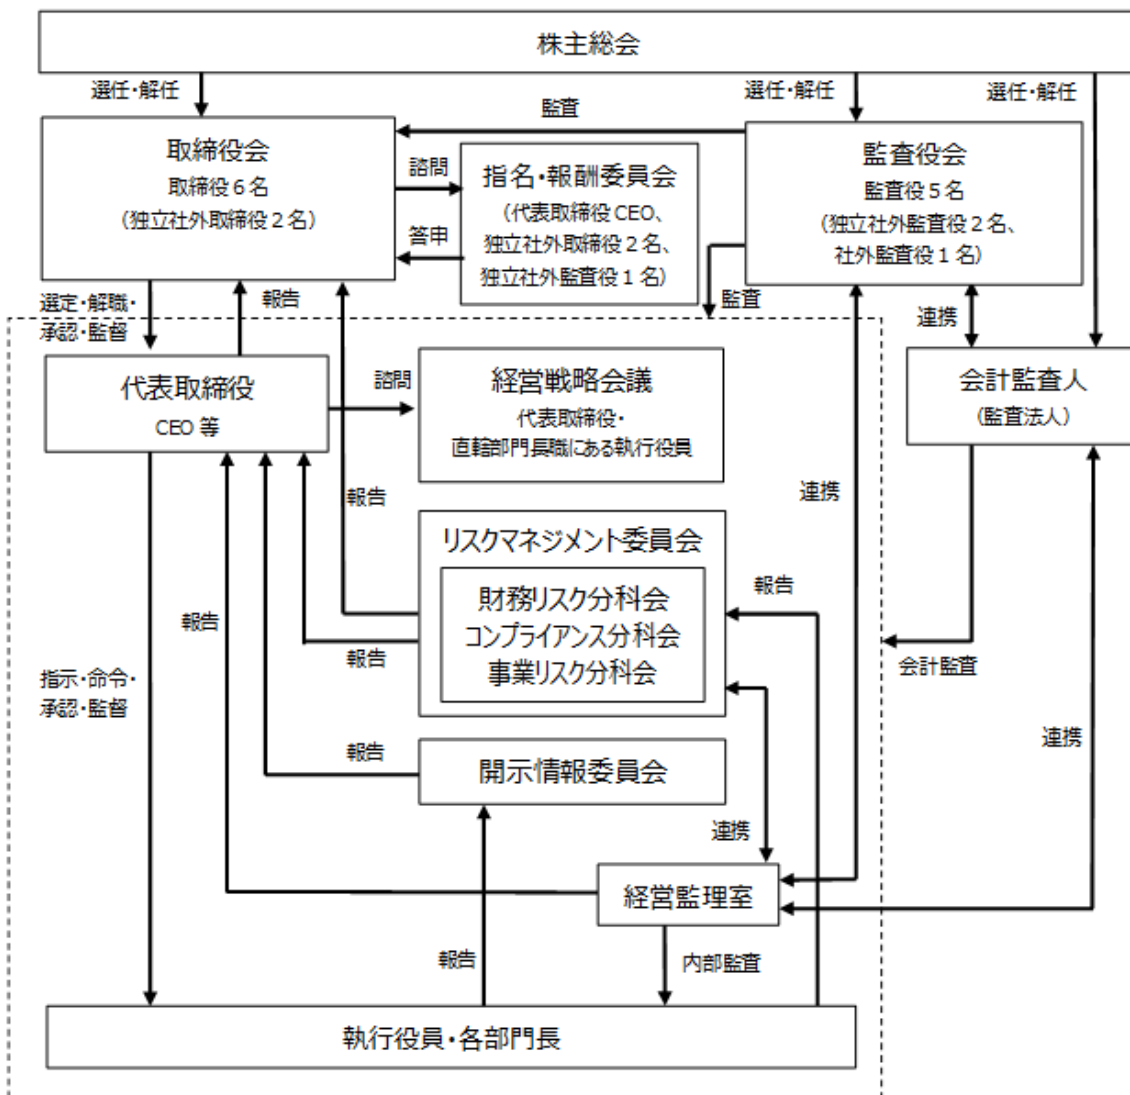 株主総会
選任・解任
選任・解任
選任・解任
監査
取締役会
取締役6名
（独立社外取締役2名）
諮問
答申
指名・報酬委員会
（代表取締役CEO、
独立社外取締役2名、
独立社外監査役1名）
監査役会
監査役5名
（独立社外監査役2名、
社外監査役1名）
監査
選定・解職・
承認・監督
報告
連携
代表取締役
CEO等
諮問
経営戦略会議
代表取締役・
直轄部門長職にある執行役員
会計監査人
（監査法人）
報告
連携
リスクマネジメント委員会
財務リスク分科会
コンプライアンス分科会
事業リスク分科会
報告
報告
報告
会計監査
指示・命令・
承認・監督
報告
開示情報委員会
連携
連携
経営監理室
報告
内部監査
執行役員・各部門長